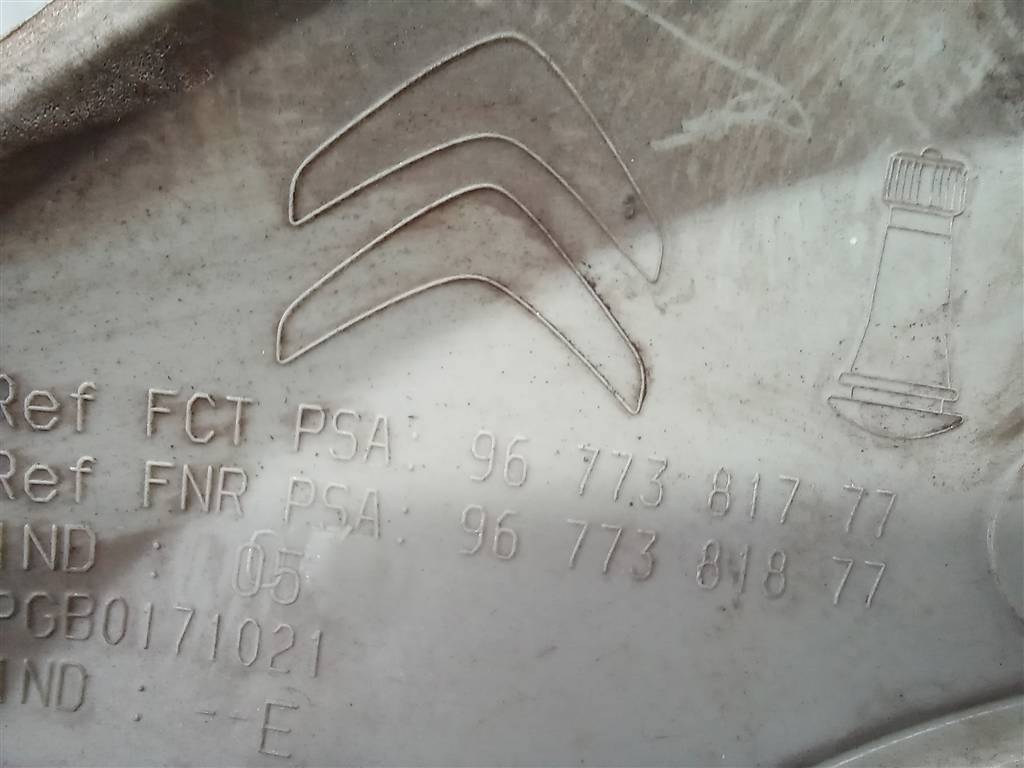 Ref FCT PSA: 96 773 817 77
Ref FNR PSA: 96 773 818 77
IND : 05
PGB0171021
IND : --E